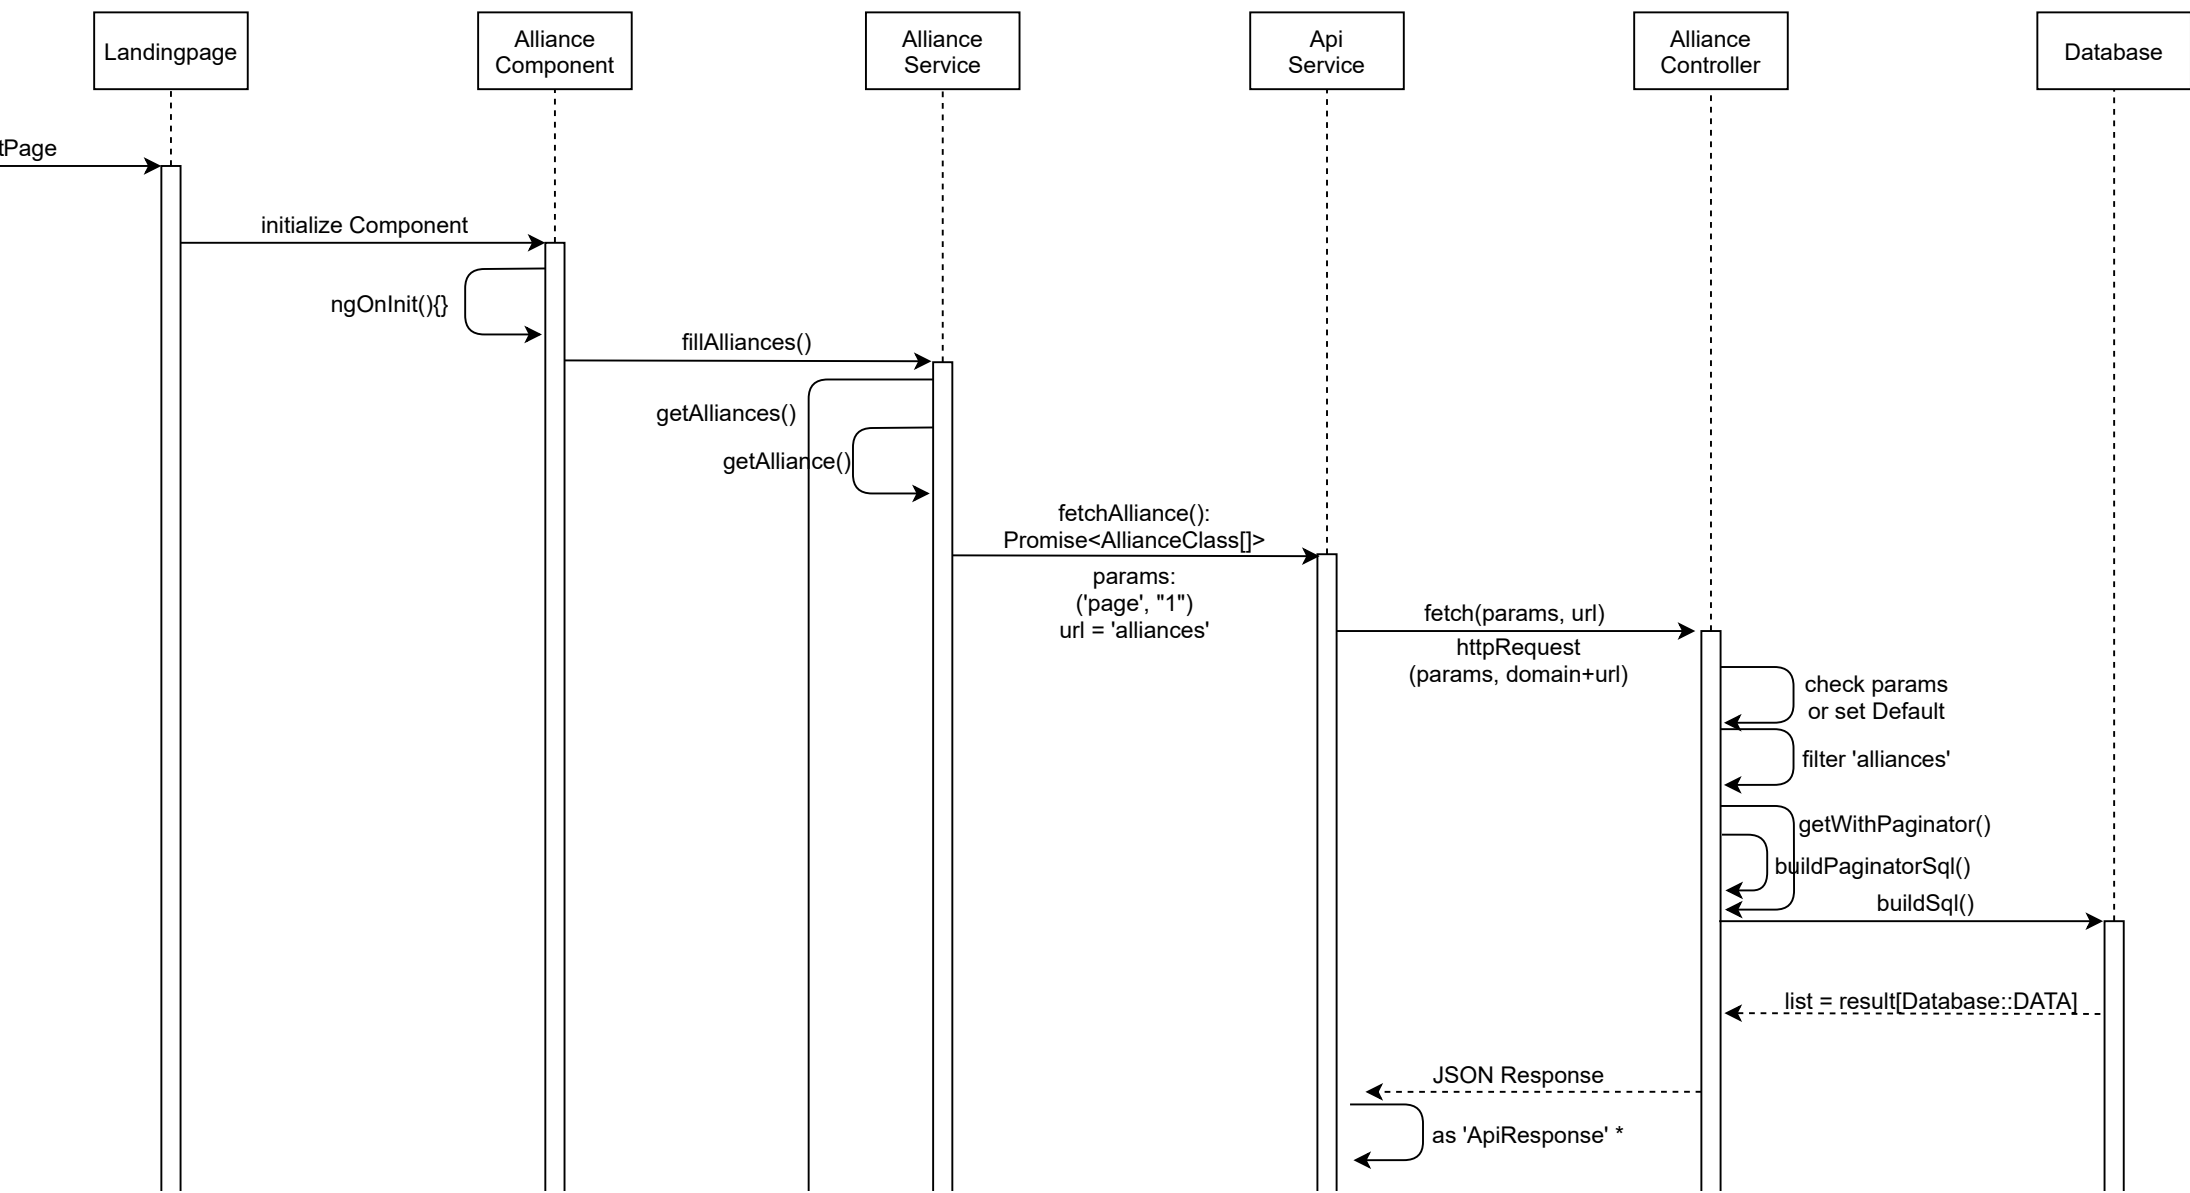 Landingpage
Alliance
Component
Alliance
Service
Api
Service
Alliance
Controller
Database
tPage
initialize Component
ngOnInit(){}
fillAlliances()
getAlliances()
getAlliance()
fetchAlliance():
Promise<AllianceClass[]>
params:
('page', "1")
url = 'alliances'
fetch(params, url)
httpRequest
(params, domain+url)
check params
or set Default
filter 'alliances'
getWithPaginator()
buildPaginatorSql()
buildSql()
list = result[Database::DATA]
JSON Response
as 'ApiResponse' *